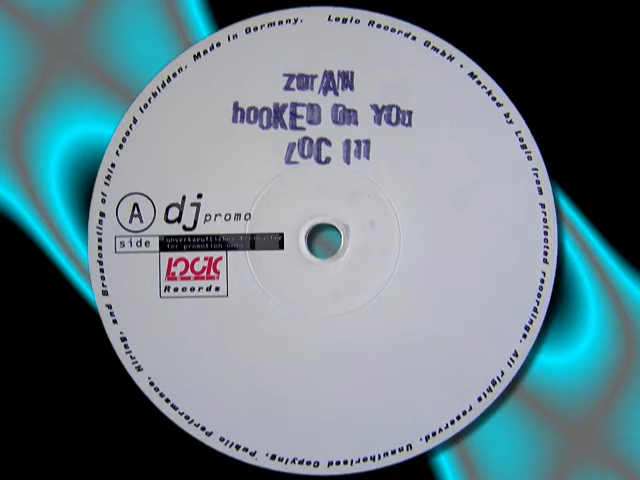 zorAN
hooKED On YOu
LOC 111
A dj promo
side
unverkäufliches Testmuster
for promotion only
LOGIC
Records
Logic Records GmbH • Marked by Logic from protected recordings. All rights reserved. Unauthorised Copying, Public Performance, Hiring, and Broadcasting of this record forbidden. Made in Germany.